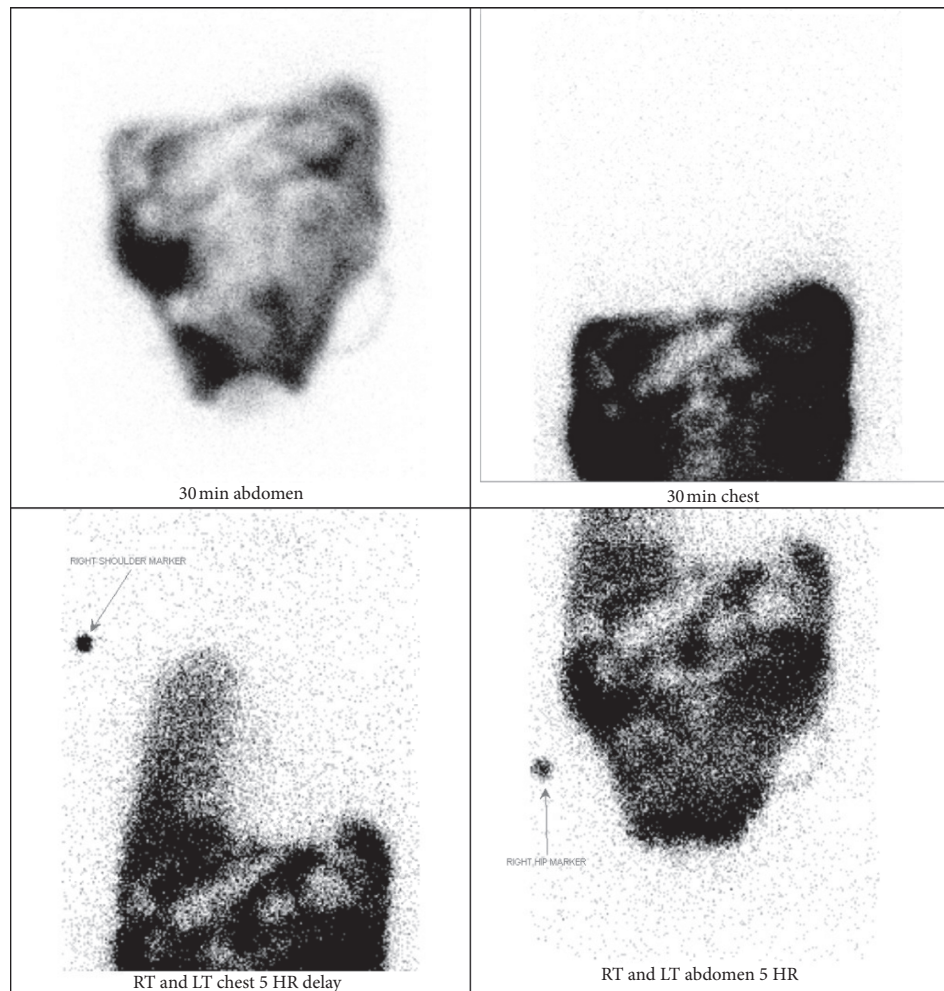 30 min abdomen
30 min chest
RIGHT SHOULDER MARKER
RT and LT chest 5 HR delay
RIGHT HIP MARKER
RT and LT abdomen 5 HR